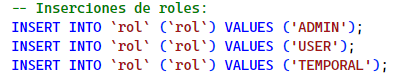 -- Inserciones de roles:
INSERT INTO `rol` (`rol`) VALUES ('ADMIN');
INSERT INTO `rol` (`rol`) VALUES ('USER');
INSERT INTO `rol` (`rol`) VALUES ('TEMPORAL');